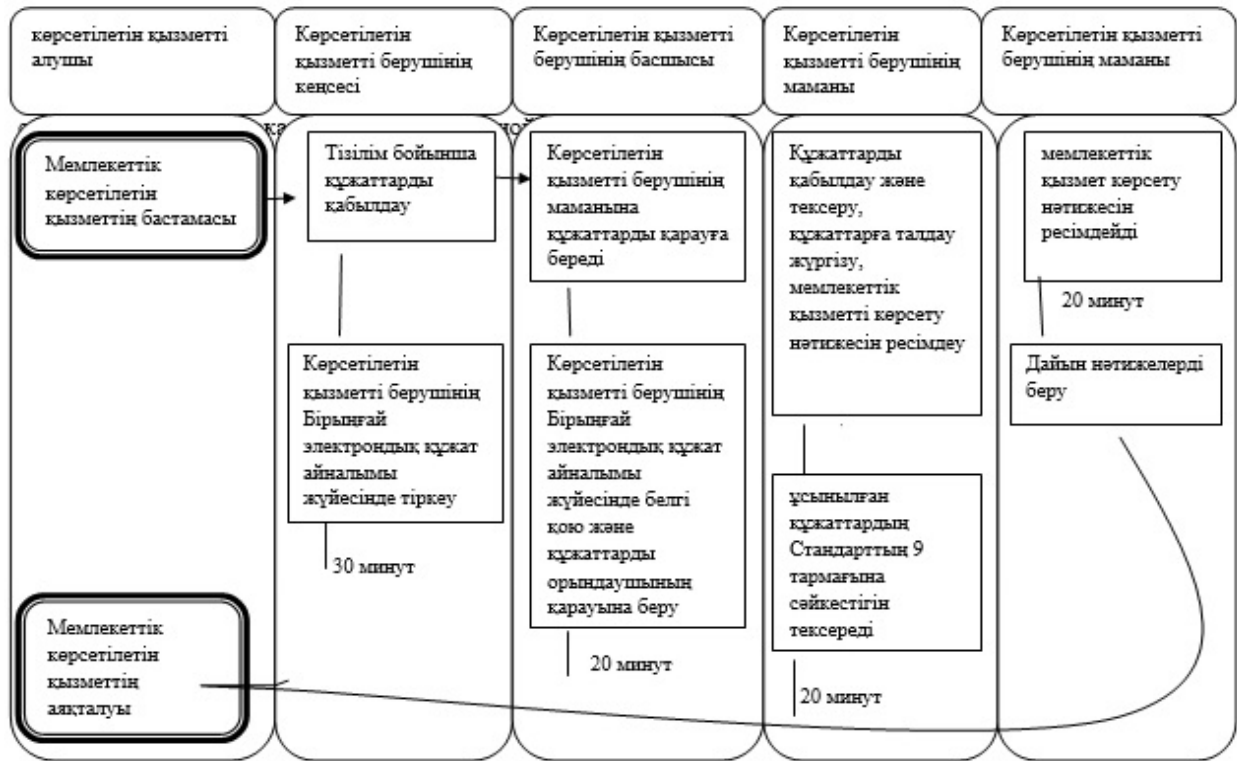 көрсетілетін қызметті
алушы
Көрсетілетін
қызметті берушінің
кеңсесі
Көрсетілетін қызметті
берушінің басшысы
Көрсетілетін
қызметті берушінің
маманы
Көрсетілетін қызметті
берушінің маманы
Мемлекеттік
көрсетілетін
қызметтің бастамасы
Тізілім бойынша
құжаттарды
қабылдау
Көрсетілетін
қызметті берушінің
маманына
құжаттарды қарауға
береді
Құжаттарды
қабылдау және
тексеру,
құжаттарға талдау
жүргізу,
мемлекеттік
қызметті көрсету
нәтижесін ресімдеу
мемлекеттік
қызмет көрсету
нәтижесін
ресімдейді
20 минут
Көрсетілетін
қызметті берушінің
Бірыңғай
электрондық құжат
айналымы
жүйесінде тіркеу
30 минут
Көрсетілетін
қызметті берушінің
Бірыңғай
электрондық құжат
айналымы
жүйесінде белгі
қою және
құжаттарды
орындаушының
қарауына беру
20 минут
ұсынылған
құжаттардың
Стандарттың 9
тармағына
сәйкестігін
тексереді
20 минут
Дайын нәтижелерді
беру
Мемлекеттік
көрсетілетін
қызметтің
аяқталуы